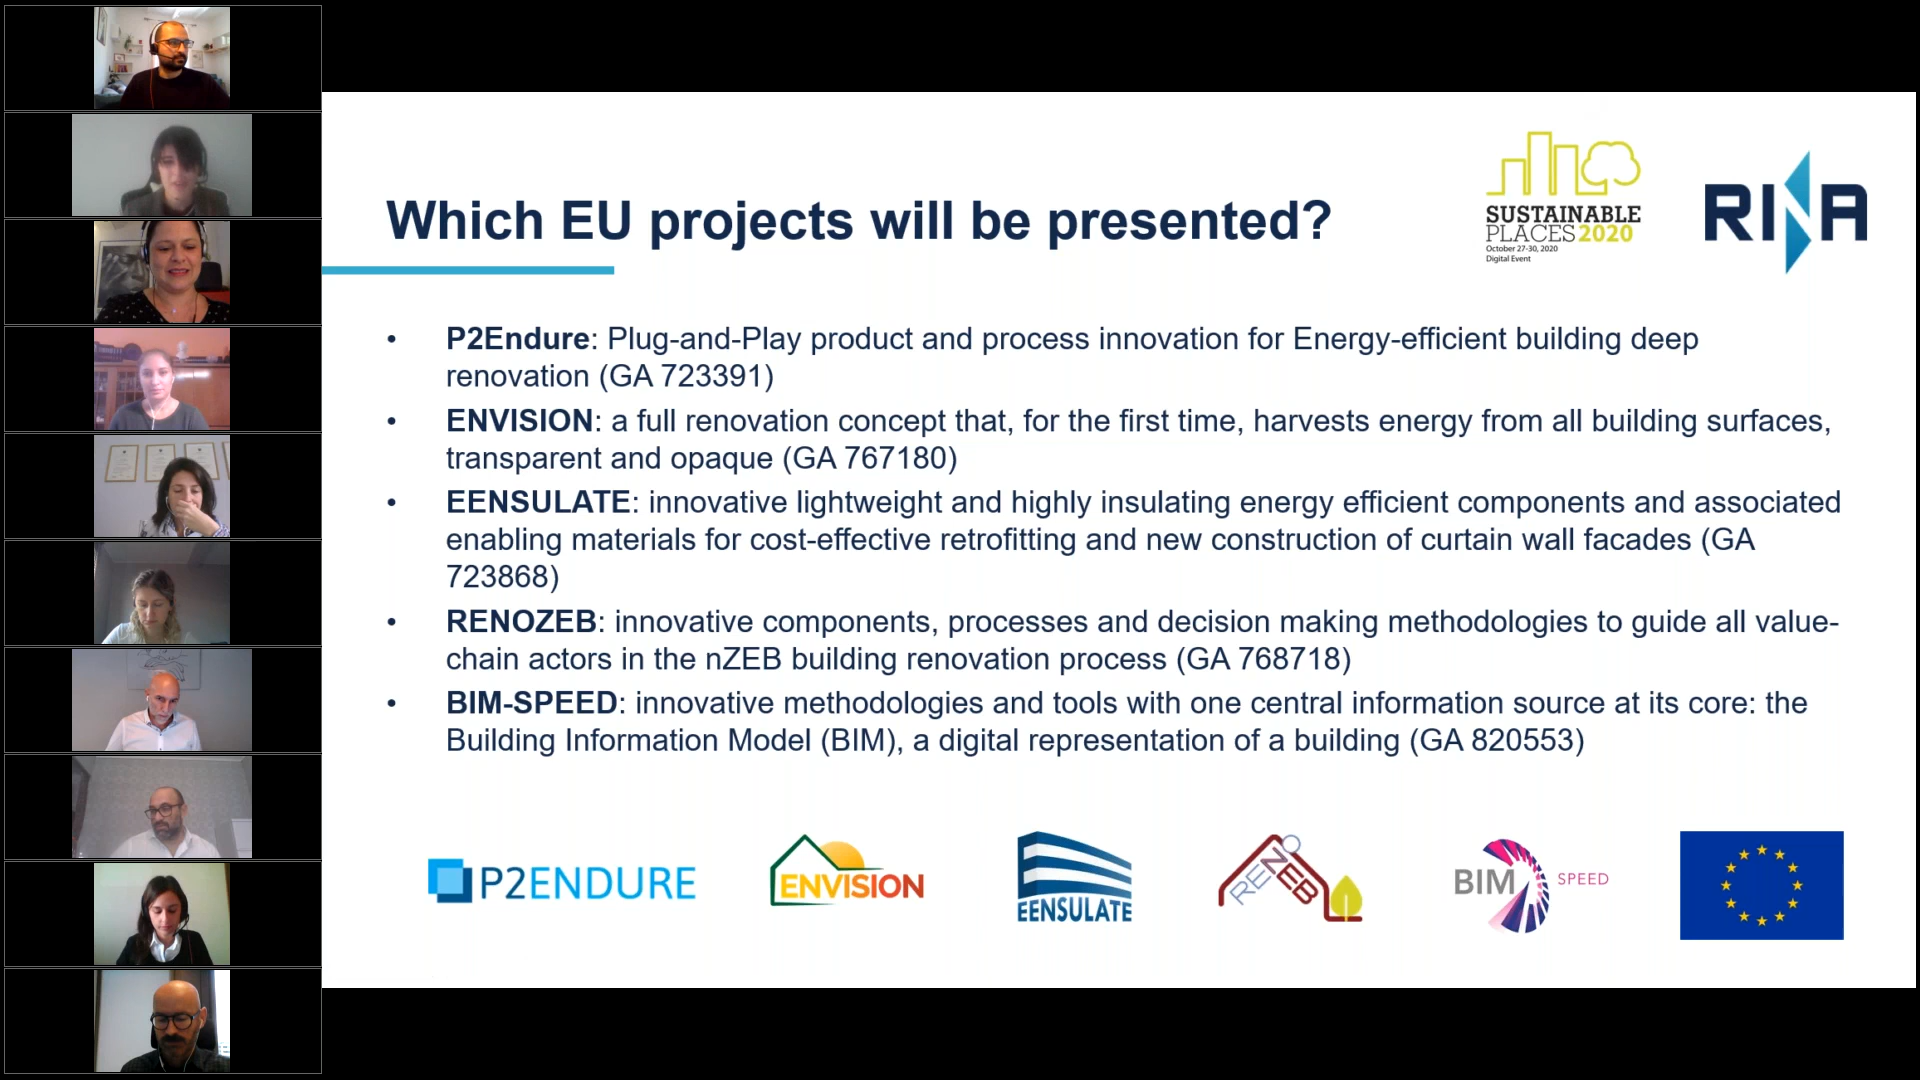 SUSTAINABLE
PLACES 2020
October 27-30, 2020
Digital Event
RINA
Which EU projects will be presented?
• P2Endure: Plug-and-Play product and process innovation for Energy-efficient building deep
renovation (GA 723391)
• ENVISION: a full renovation concept that, for the first time, harvests energy from all building surfaces,
transparent and opaque (GA 767180)
• EENSULATE: innovative lightweight and highly insulating energy efficient components and associated
enabling materials for cost-effective retrofitting and new construction of curtain wall facades (GA
723868)
• RENOZEB: innovative components, processes and decision making methodologies to guide all value-
chain actors in the nZEB building renovation process (GA 768718)
• BIM-SPEED: innovative methodologies and tools with one central information source at its core: the
Building Information Model (BIM), a digital representation of a building (GA 820553)
P2ENDURE
ENVISION
EENSULATE
RENOZEB
BIM SPEED